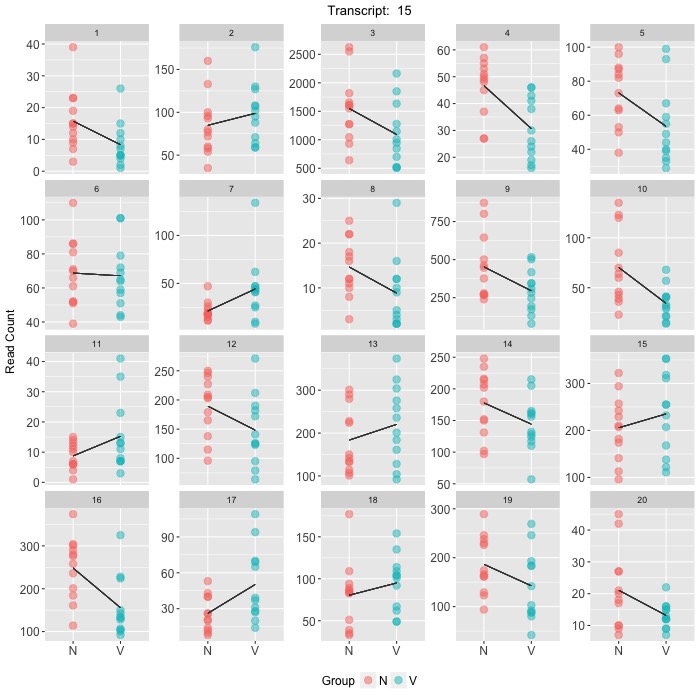 Transcript: 15
1 2 3 4 5
40 30 20 10 0
150 100 50
2500 2000 1500 1000 500
60 50 40 30 20
100 80 60 40
6 7 8 9 10
100 80 60 40
100 50
30 20 10
750 500 250
100 50
Read Count
11 12 13 14 15
40 30 20 10 0
250 200 150 100
300 200 100
250 200 150 100 50
300 200 100
16 17 18 19 20
300 200 100
90 60 30
150 100 50
300 200 100
40 30 20 10
N V N V N V N V N V
Group N V